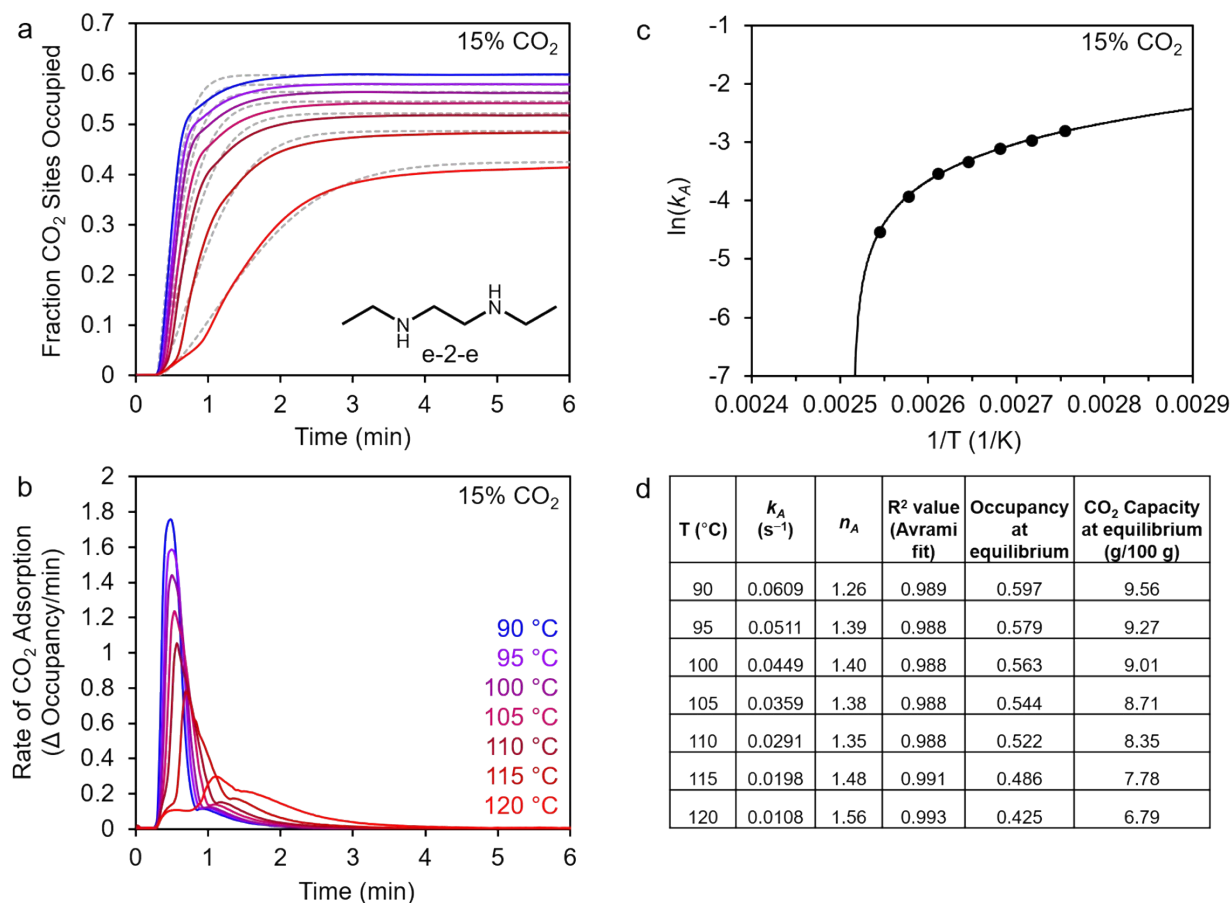 a
15% CO₂
Fraction CO₂ Sites Occupied
0.7
0.6
0.5
0.4
0.3
0.2
0.1
0
H
N
N
H
e-2-e
0 1 2 3 4 5 6
Time (min)
b
15% CO₂
Rate of CO₂ Adsorption
(Δ Occupancy/min)
2
1.8
1.6
1.4
1.2
1
0.8
0.6
0.4
0.2
0
90 °C
95 °C
100 °C
105 °C
110 °C
115 °C
120 °C
0 1 2 3 4 5 6
Time (min)
c
15% CO₂
ln(k_A)
-1
-2
-3
-4
-5
-6
-7
0.0024 0.0025 0.0026 0.0027 0.0028 0.0029
1/T (1/K)
d
T (°C) k_A (s⁻¹) n_A R² value (Avrami fit) Occupancy at equilibrium CO₂ Capacity at equilibrium (g/100 g)
90 0.0609 1.26 0.989 0.597 9.56
95 0.0511 1.39 0.988 0.579 9.27
100 0.0449 1.40 0.988 0.563 9.01
105 0.0359 1.38 0.988 0.544 8.71
110 0.0291 1.35 0.988 0.522 8.35
115 0.0198 1.48 0.991 0.486 7.78
120 0.0108 1.56 0.993 0.425 6.79